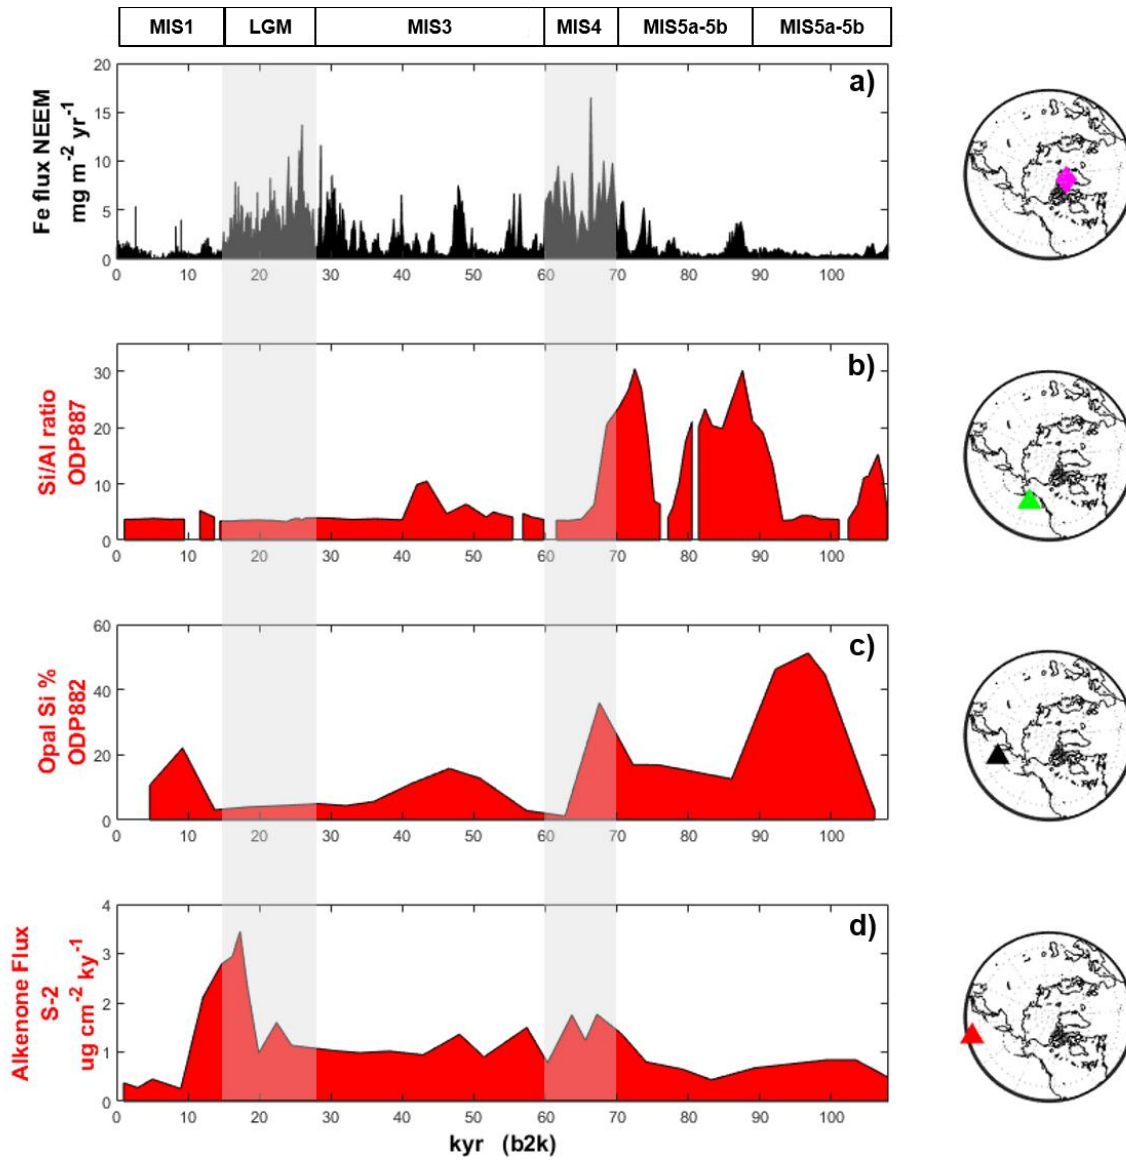 MIS1 LGM MIS3 MIS4 MIS5a-5b MIS5a-5b
a)
Fe flux NEEM
mg m⁻² yr⁻¹
20
15
10
5
0
0 10 20 30 40 50 60 70 80 90 100
b)
Si/Al ratio
ODP887
30
20
10
0
0 10 20 30 40 50 60 70 80 90 100
c)
Opal Si %
ODP882
60
40
20
0
0 10 20 30 40 50 60 70 80 90 100
d)
Alkenone Flux
S-2
ug cm⁻² ky⁻¹
4
3
2
1
0
0 10 20 30 40 50 60 70 80 90 100
kyr (b2k)